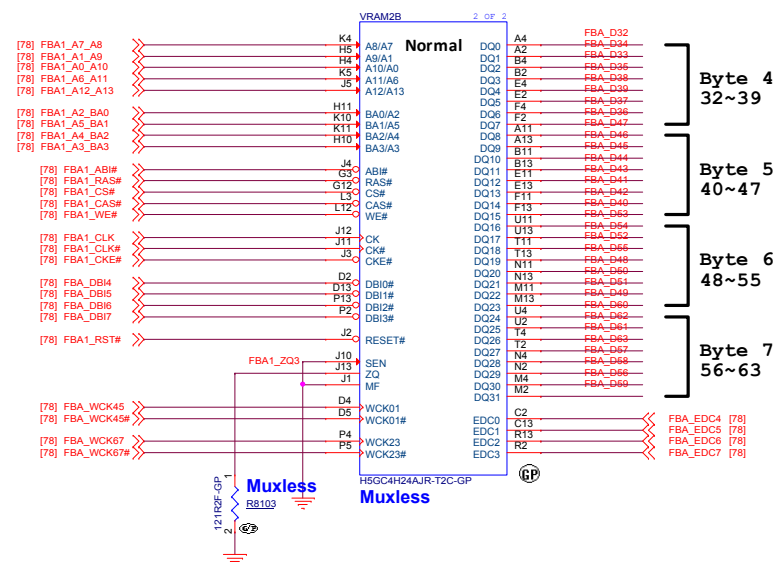 VRAM2B 2 OF 2
Normal
[78] FBA1_A7_A8 K4 A8/A7
[78] FBA1_A1_A9 H5 A9/A1
[78] FBA1_A0_A10 H4 A10/A0
[78] FBA1_A6_A11 K5 A11/A6
[78] FBA1_A12_A13 J5 A12/A13
[78] FBA1_A2_BA0 H11 BA0/A2
[78] FBA1_A5_BA1 K10 BA1/A5
[78] FBA1_A4_BA2 K11 BA2/A4
[78] FBA1_A3_BA3 H10 BA3/A3
[78] FBA1_ABI# J4 ABI#
[78] FBA1_RAS# G3 RAS#
[78] FBA1_CS# G12 CS#
[78] FBA1_CAS# L3 CAS#
[78] FBA1_WE# L12 WE#
[78] FBA1_CLK J12 CK
[78] FBA1_CLK# J11 CK#
[78] FBA1_CKE# J3 CKE#
[78] FBA_DBI4 D2 DBI0#
[78] FBA_DBI5 D13 DBI1#
[78] FBA_DBI6 P13 DBI2#
[78] FBA_DBI7 P2 DBI3#
[78] FBA1_RST# J2 RESET#
FBA1_ZQ3 J10 SEN
J13 ZQ
J1 MF
[78] FBA_WCK45 D4 WCK01
[78] FBA_WCK45# D5 WCK01#
[78] FBA_WCK67 P4 WCK23
[78] FBA_WCK67# P5 WCK23#
DQ0 A4 FBA_D32
DQ1 A2 FBA_D34
DQ2 B4 FBA_D33
DQ3 B2 FBA_D35
DQ4 E4 FBA_D38
DQ5 E2 FBA_D39
DQ6 F4 FBA_D37
DQ7 F2 FBA_D36
DQ8 A11 FBA_D47
DQ9 A13 FBA_D46
DQ10 B11 FBA_D45
DQ11 B13 FBA_D44
DQ12 E11 FBA_D43
DQ13 E13 FBA_D41
DQ14 F11 FBA_D42
DQ15 F13 FBA_D40
DQ16 U11 FBA_D53
DQ17 U13 FBA_D54
DQ18 T11 FBA_D52
DQ19 T13 FBA_D55
DQ20 N11 FBA_D48
DQ21 N13 FBA_D50
DQ22 M11 FBA_D51
DQ23 M13 FBA_D49
DQ24 U4 FBA_D60
DQ25 U2 FBA_D62
DQ26 T4 FBA_D61
DQ27 T2 FBA_D63
DQ28 N4 FBA_D57
DQ29 N2 FBA_D58
DQ30 M4 FBA_D56
DQ31 M2 FBA_D59
Byte 4
32~39
Byte 5
40~47
Byte 6
48~55
Byte 7
56~63
EDC0 C2 FBA_EDC4 [78]
EDC1 C13 FBA_EDC5 [78]
EDC2 R13 FBA_EDC6 [78]
EDC3 R2 FBA_EDC7 [78]
H5GC4H24AJR-T2C-GP
GP
Muxless
1
Muxless
121R2F-GP
R8103
2